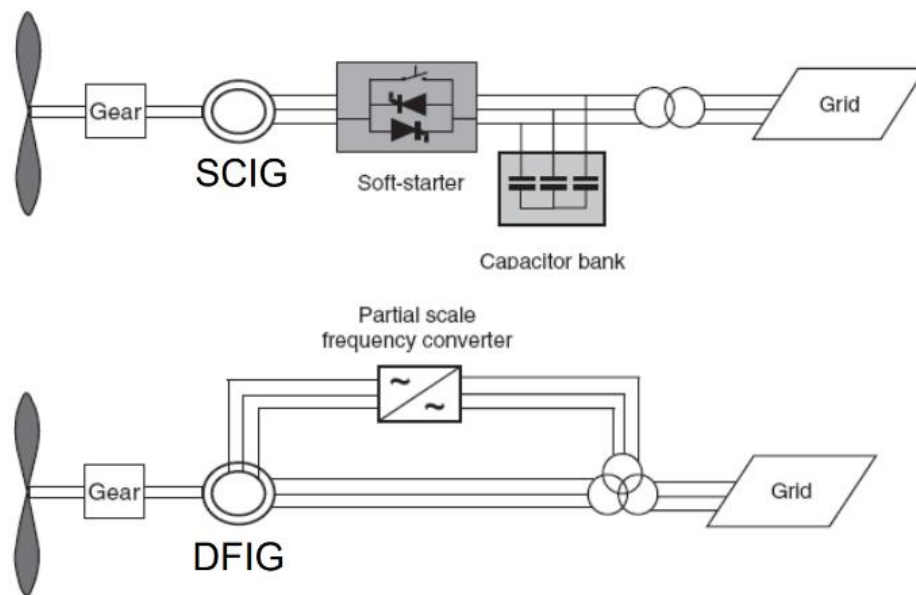 Gear
SCIG
Soft-starter
Grid
Capacitor bank
Partial scale
frequency converter
Gear
DFIG
Grid